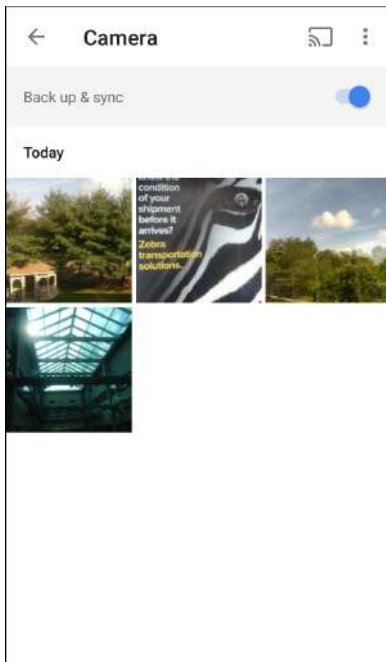 Camera
Back up & sync
Today
condition
of your
shipment
before it
arrives?
Zebra
transportation
solutions.